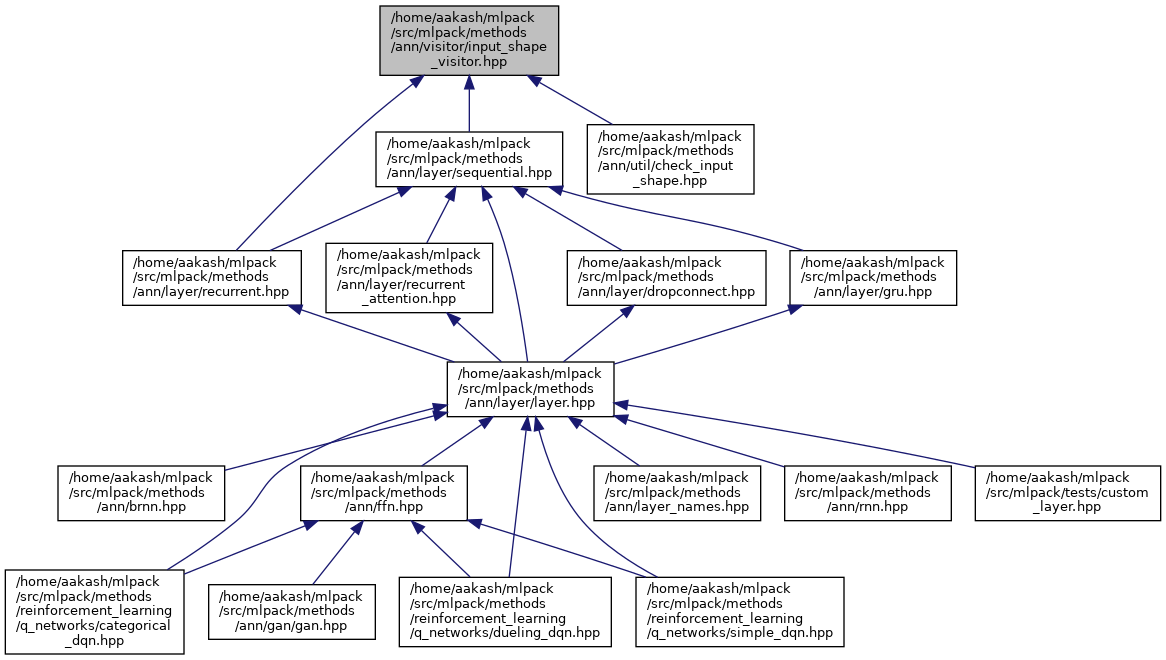 /home/aakash/mlpack
/src/mlpack/methods
/ann/visitor/input_shape
_visitor.hpp
/home/aakash/mlpack
/src/mlpack/methods
/ann/layer/sequential.hpp
/home/aakash/mlpack
/src/mlpack/methods
/ann/util/check_input
_shape.hpp
/home/aakash/mlpack
/src/mlpack/methods
/ann/layer/recurrent.hpp
/home/aakash/mlpack
/src/mlpack/methods
/ann/layer/recurrent
_attention.hpp
/home/aakash/mlpack
/src/mlpack/methods
/ann/layer/dropconnect.hpp
/home/aakash/mlpack
/src/mlpack/methods
/ann/layer/gru.hpp
/home/aakash/mlpack
/src/mlpack/methods
/ann/layer/layer.hpp
/home/aakash/mlpack
/src/mlpack/methods
/ann/brnn.hpp
/home/aakash/mlpack
/src/mlpack/methods
/ann/ffn.hpp
/home/aakash/mlpack
/src/mlpack/methods
/ann/layer_names.hpp
/home/aakash/mlpack
/src/mlpack/methods
/ann/rnn.hpp
/home/aakash/mlpack
/src/mlpack/tests/custom
_layer.hpp
/home/aakash/mlpack
/src/mlpack/methods
/reinforcement_learning
/q_networks/categorical
_dqn.hpp
/home/aakash/mlpack
/src/mlpack/methods
/ann/gan/gan.hpp
/home/aakash/mlpack
/src/mlpack/methods
/reinforcement_learning
/q_networks/dueling_dqn.hpp
/home/aakash/mlpack
/src/mlpack/methods
/reinforcement_learning
/q_networks/simple_dqn.hpp